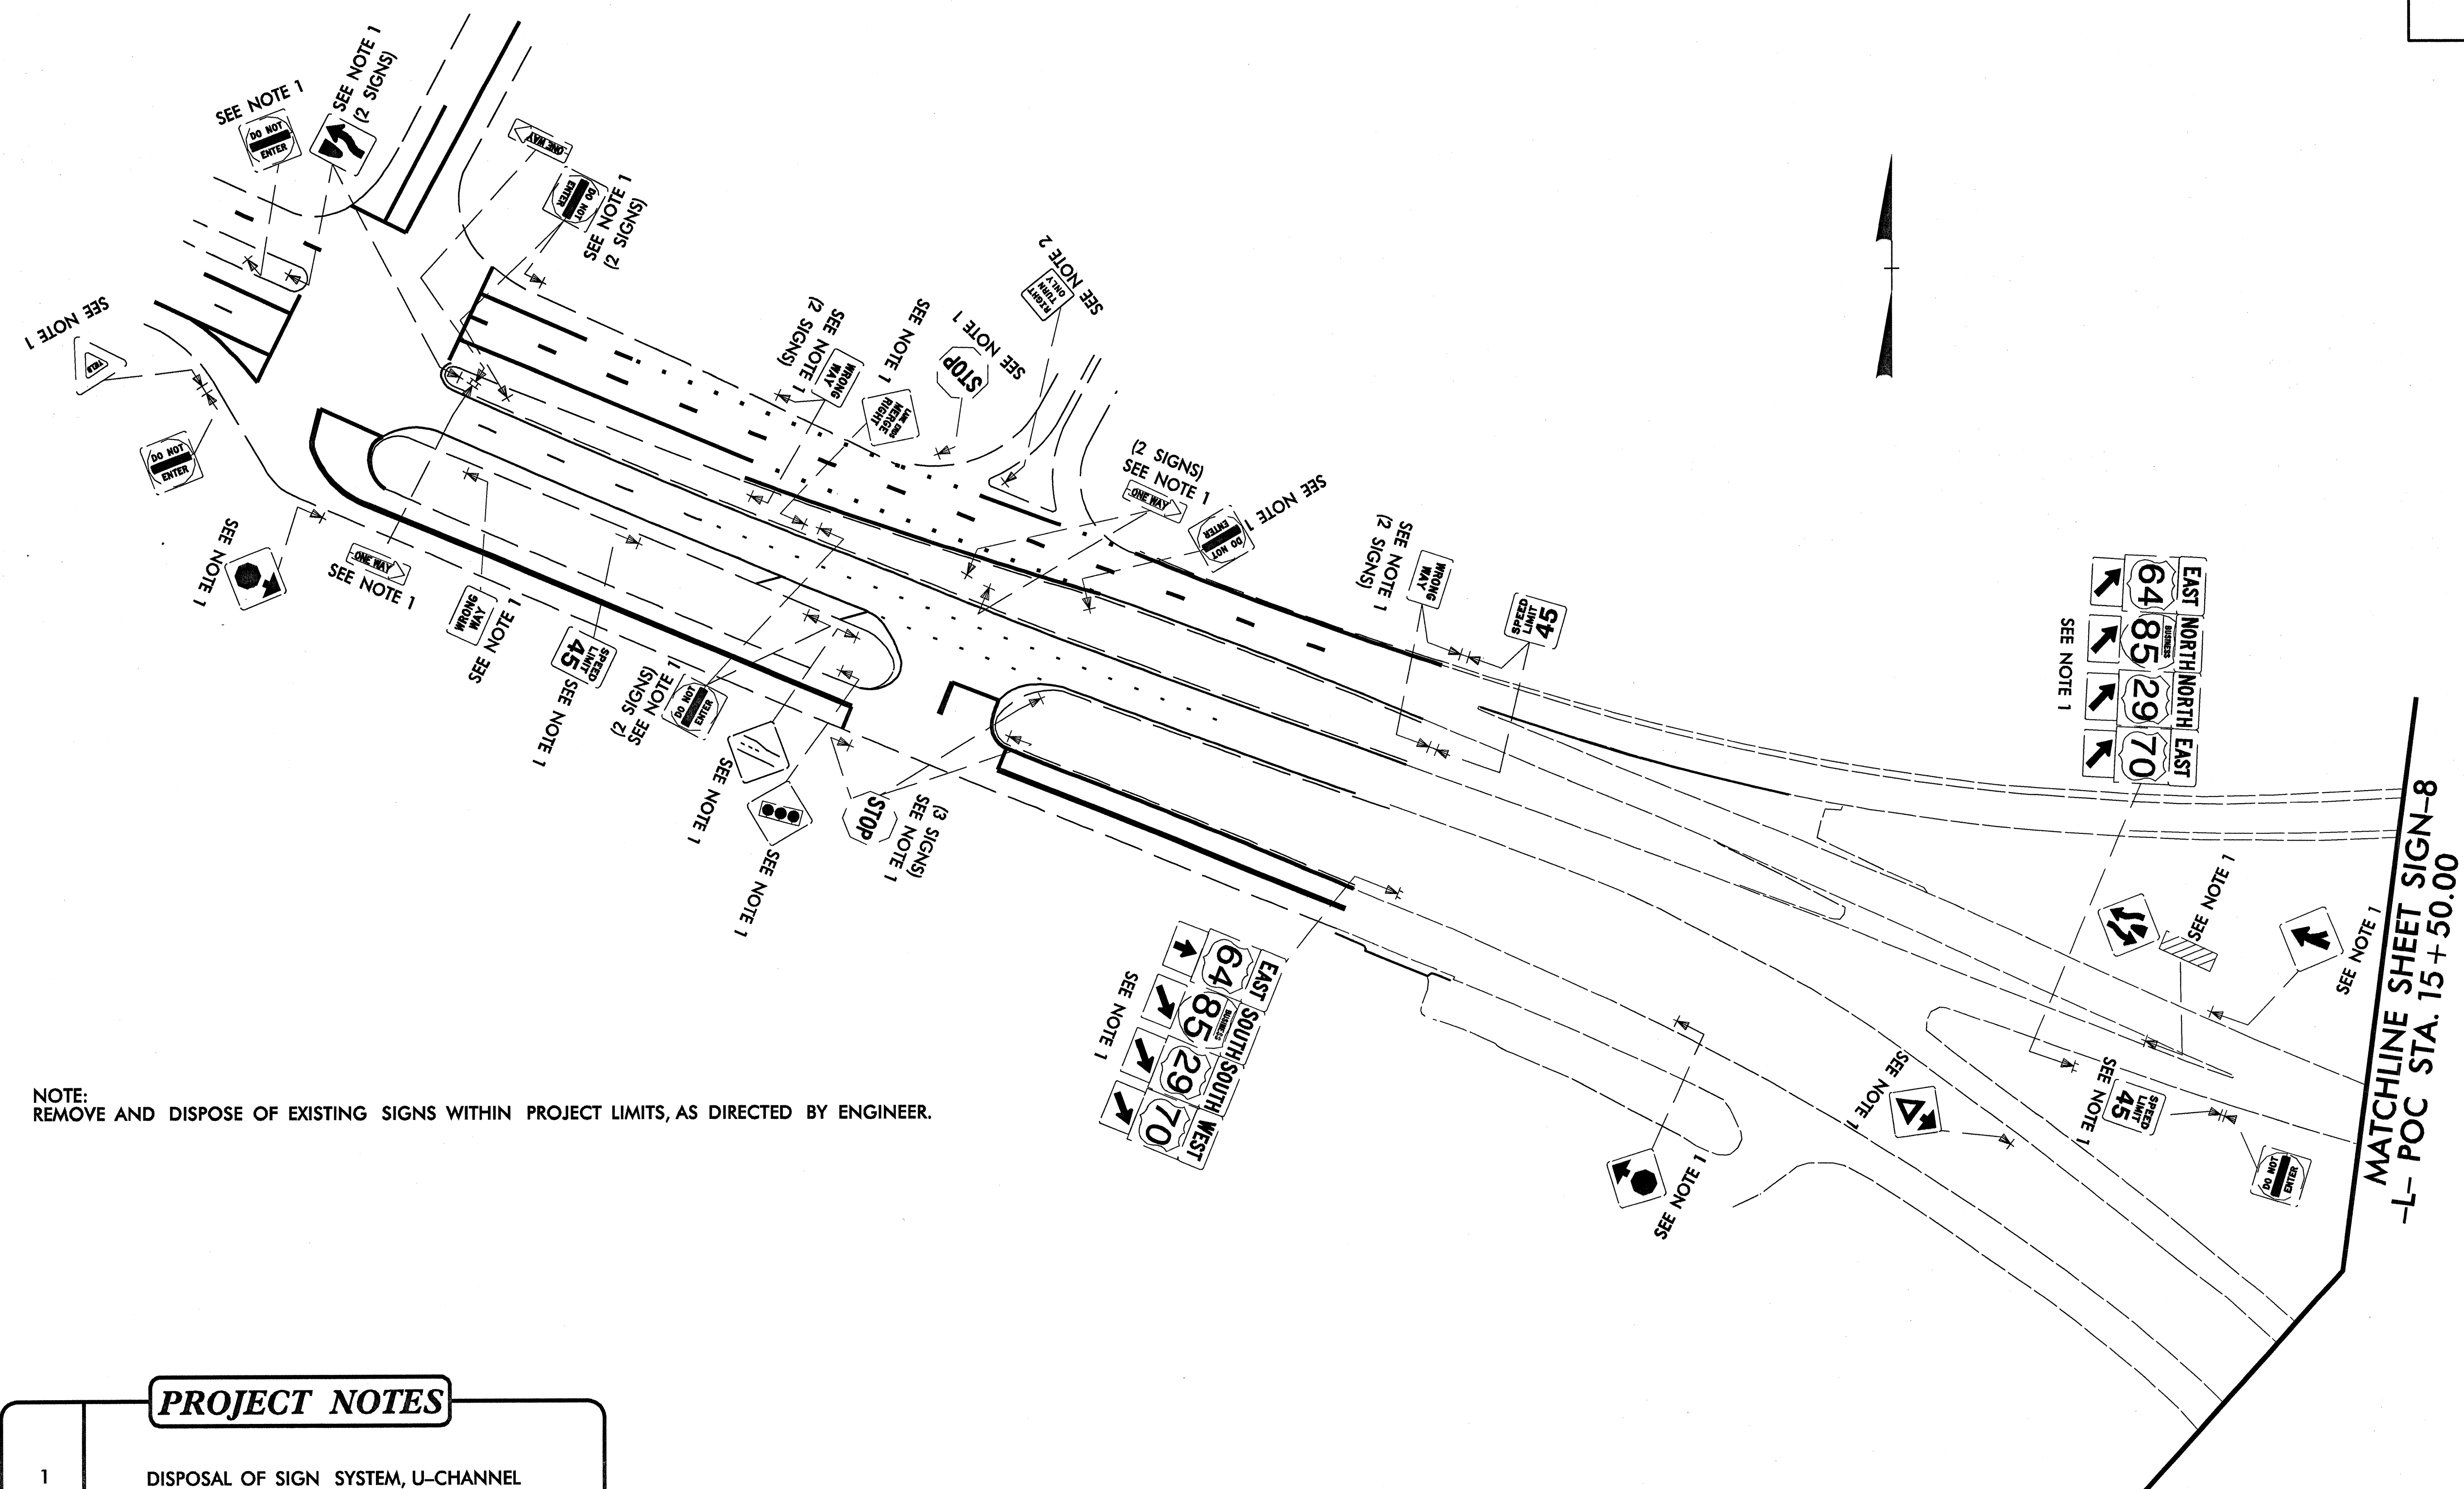 SEE NOTE 1
DO NOT
ENTER
SEE NOTE 1
(2 SIGNS)
ONE WAY
DO NOT
ENTER
SEE NOTE 1
(2 SIGNS)
SEE NOTE 1
YIELD
DO NOT
ENTER
SEE NOTE 1
(2 SIGNS)
WRONG
WAY
SEE NOTE 1
LANE ENDS
MERGE
RIGHT
SEE NOTE 1
STOP
SEE NOTE 2
RIGHT
TURN
ONLY
(2 SIGNS)
SEE NOTE 1
ONE WAY
SEE NOTE 1
DO NOT
ENTER
SEE NOTE 1
(2 SIGNS)
WRONG
WAY
SPEED
LIMIT
45
SEE NOTE 1
ONE WAY
SEE NOTE 1
WRONG
WAY
SEE NOTE 1
SPEED
LIMIT
45
SEE NOTE 1
(2 SIGNS)
SEE NOTE 1
DO NOT
ENTER
SEE NOTE 1
SEE NOTE 1
STOP
(3 SIGNS)
SEE NOTE 1
EAST
64
NORTH
BUSINESS
85
NORTH
29
EAST
70
SEE NOTE 1
EAST
64
SOUTH
BUSINESS
85
SOUTH
29
WEST
70
SEE NOTE 1
SEE NOTE 1
SEE NOTE 1
SEE NOTE 1
SEE NOTE 1
SPEED
LIMIT
45
SEE NOTE 1
DO NOT
ENTER
MATCHLINE SHEET SIGN-8
-L- POC STA. 15+50.00
NOTE:
REMOVE AND DISPOSE OF EXISTING SIGNS WITHIN PROJECT LIMITS, AS DIRECTED BY ENGINEER.
PROJECT NOTES
1 DISPOSAL OF SIGN SYSTEM, U-CHANNEL